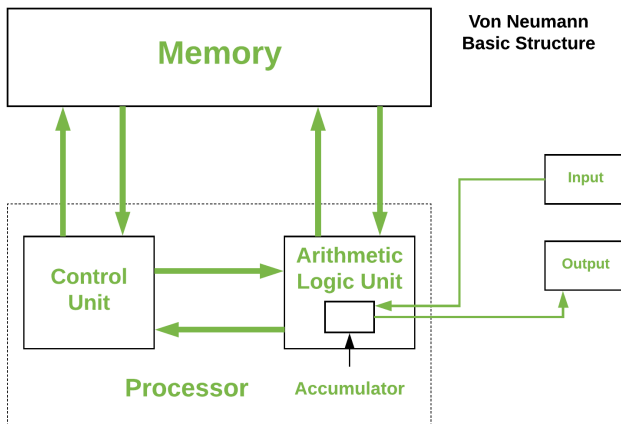 Von Neumann
Basic Structure
Memory
Input
Output
Control
Unit
Arithmetic
Logic Unit
Processor
Accumulator